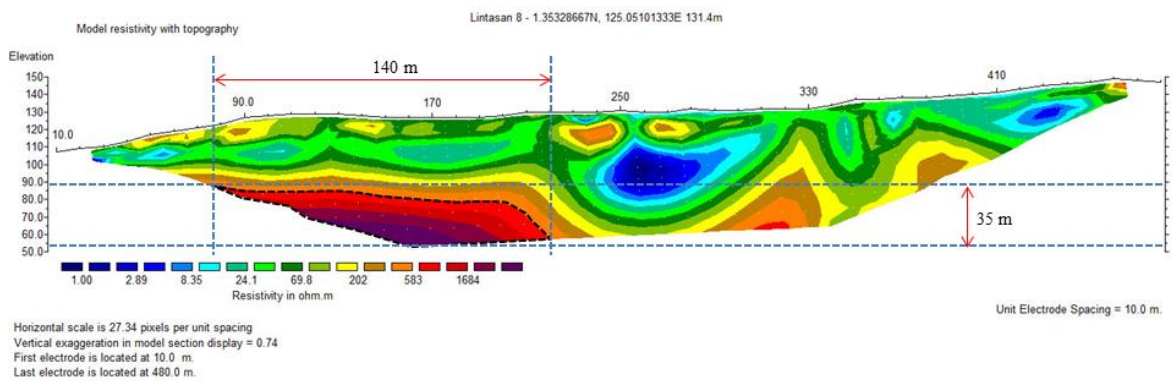 Lintasan 8 - 1.35328667N, 125.05101333E 131.4m
Model resistivity with topography
Elevation
140 m
150
140
130
120
110
100
90.0
80.0
70.0
60.0
50.0
10.0
90.0
170
250
330
410
35 m
1.00 2.89 8.35 24.1 69.8 202 583 1684
Resistivity in ohm.m
Unit Electrode Spacing = 10.0 m.
Horizontal scale is 27.34 pixels per unit spacing
Vertical exaggeration in model section display = 0.74
First electrode is located at 10.0 m.
Last electrode is located at 480.0 m.